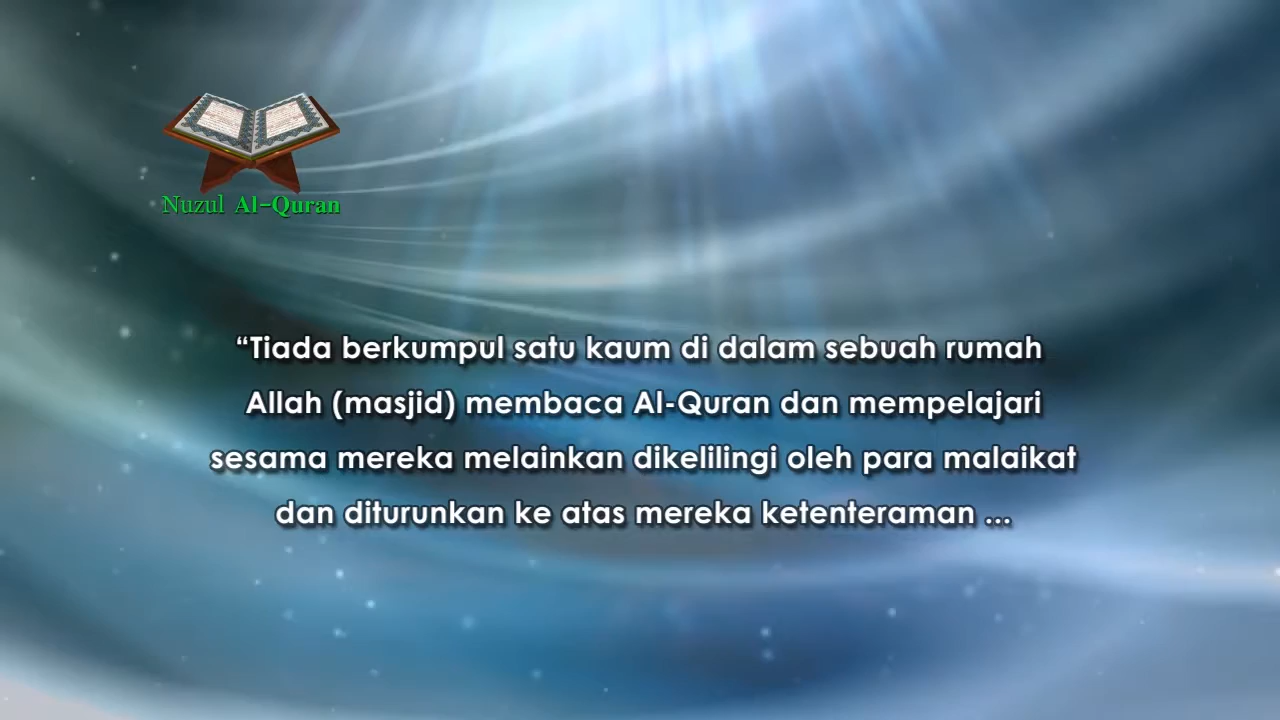 Nuzul Al-Quran
“Tiada berkumpul satu kaum di dalam sebuah rumah
Allah (masjid) membaca Al-Quran dan mempelajari
sesama mereka melainkan dikelilingi oleh para malaikat
dan diturunkan ke atas mereka ketenteraman ...